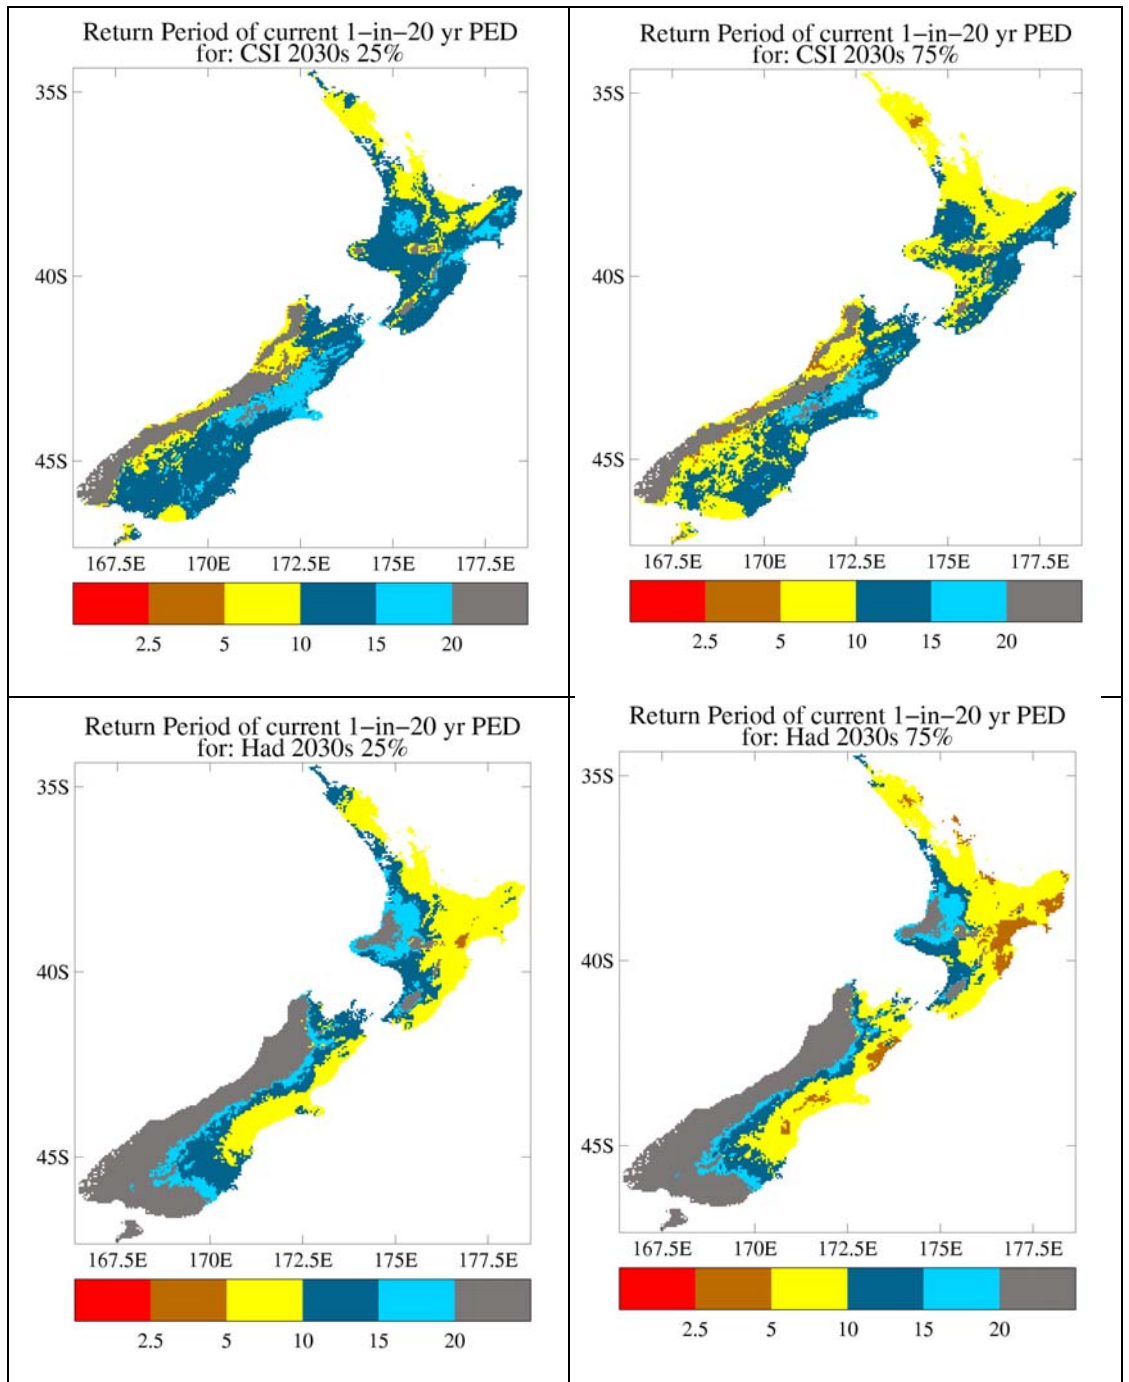 Return Period of current 1−in−20 yr PED
for: CSI 2030s 25%
35S
40S
45S
167.5E 170E 172.5E 175E 177.5E
2.5 5 10 15 20
Return Period of current 1−in−20 yr PED
for: CSI 2030s 75%
35S
40S
45S
167.5E 170E 172.5E 175E 177.5E
2.5 5 10 15 20
Return Period of current 1−in−20 yr PED
for: Had 2030s 25%
35S
40S
45S
167.5E 170E 172.5E 175E 177.5E
2.5 5 10 15 20
Return Period of current 1−in−20 yr PED
for: Had 2030s 75%
35S
40S
45S
167.5E 170E 172.5E 175E 177.5E
2.5 5 10 15 20